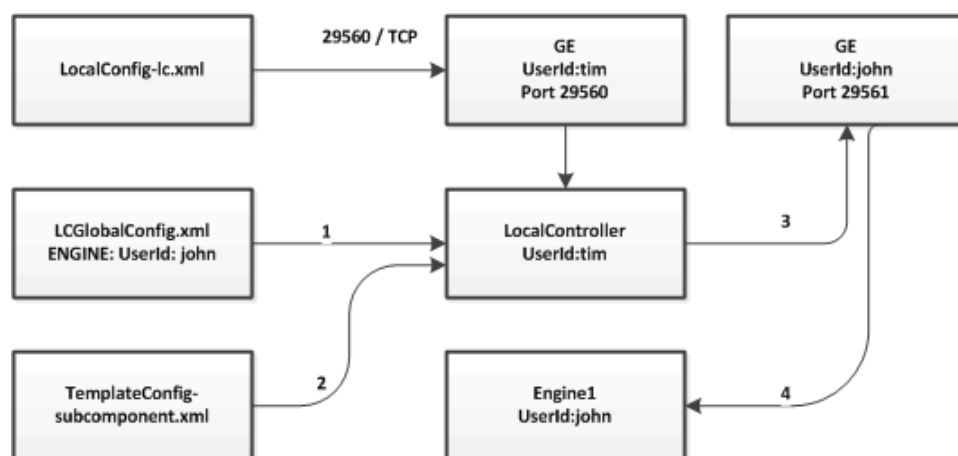 29560 / TCP
LocalConfig-lc.xml
GE
UserId:tim
Port 29560
GE
UserId:john
Port 29561
LCGlobalConfig.xml
ENGINE: UserId: john
1
LocalController
UserId:tim
3
TemplateConfig-
subcomponent.xml
2
Engine1
UserId:john
4